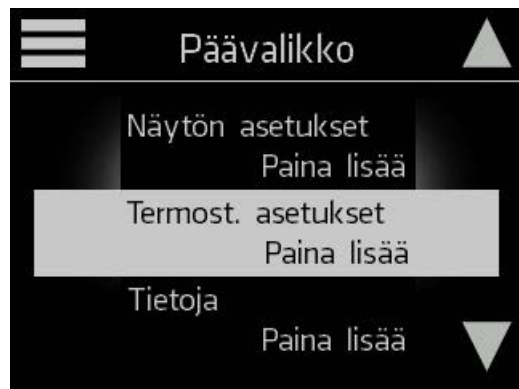 Päävalikko
Näytön asetukset
Paina lisää
Termost. asetukset
Paina lisää
Tietoja
Paina lisää